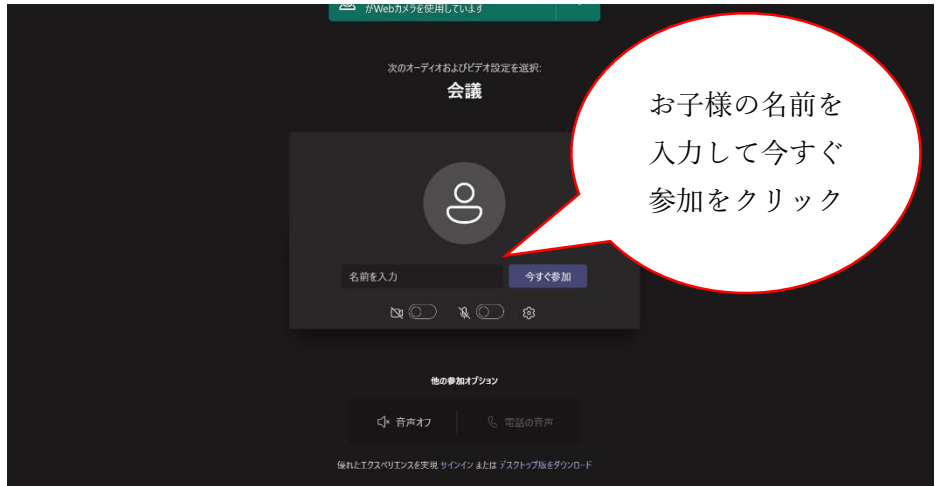 がWebカメラを使用しています
次のオーディオおよびビデオ設定を選択:
会議
お子様の名前を
入力して今すぐ
参加をクリック
名前を入力
今すぐ参加
他の参加オプション
音声オフ
電話の音声
優れたエクスペリエンスを実現 サインイン または デスクトップ版をダウンロード